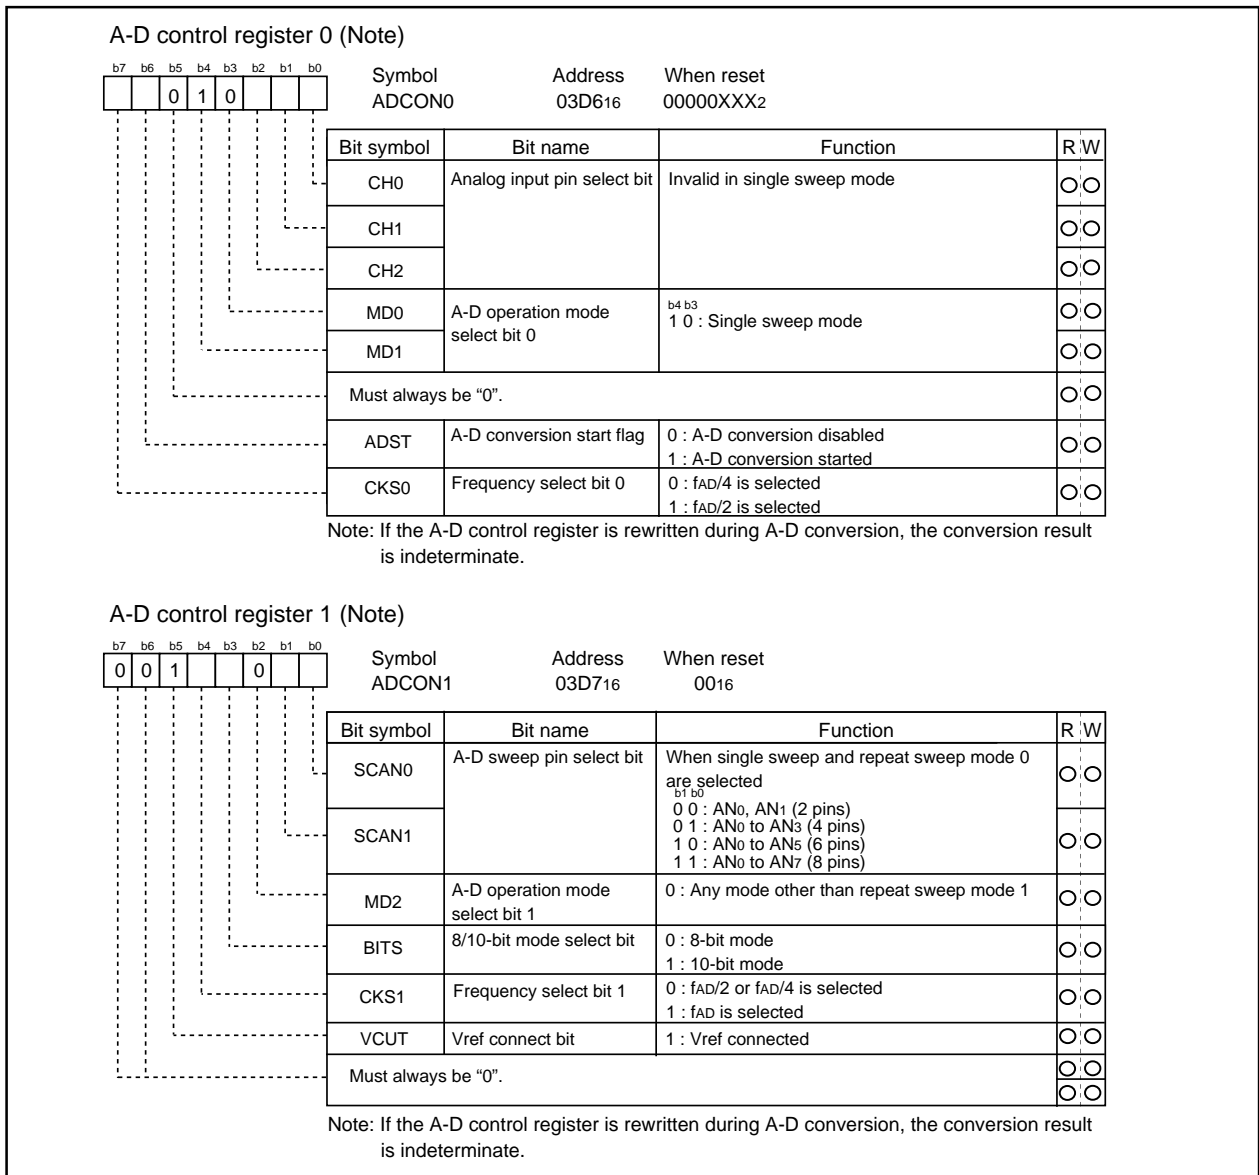 A-D control register 0 (Note)
b7 b6 b5 b4 b3 b2 b1 b0
0 1 0
Symbol Address When reset
ADCON0 03D616 00000XXX2
Bit symbol Bit name Function R W
CH0 Analog input pin select bit Invalid in single sweep mode
CH1
CH2
MD0 A-D operation mode select bit 0 b4 b3
1 0 : Single sweep mode
MD1
Must always be “0”.
ADST A-D conversion start flag 0 : A-D conversion disabled
1 : A-D conversion started
CKS0 Frequency select bit 0 0 : fAD/4 is selected
1 : fAD/2 is selected
Note: If the A-D control register is rewritten during A-D conversion, the conversion result
is indeterminate.
A-D control register 1 (Note)
b7 b6 b5 b4 b3 b2 b1 b0
0 0 1 0
Symbol Address When reset
ADCON1 03D716 0016
Bit symbol Bit name Function R W
SCAN0 A-D sweep pin select bit When single sweep and repeat sweep mode 0
are selected
b1 b0
0 0 : AN0, AN1 (2 pins)
0 1 : AN0 to AN3 (4 pins)
SCAN1 1 0 : AN0 to AN5 (6 pins)
1 1 : AN0 to AN7 (8 pins)
MD2 A-D operation mode select bit 1 0 : Any mode other than repeat sweep mode 1
BITS 8/10-bit mode select bit 0 : 8-bit mode
1 : 10-bit mode
CKS1 Frequency select bit 1 0 : fAD/2 or fAD/4 is selected
1 : fAD is selected
VCUT Vref connect bit 1 : Vref connected
Must always be “0”.
Note: If the A-D control register is rewritten during A-D conversion, the conversion result
is indeterminate.